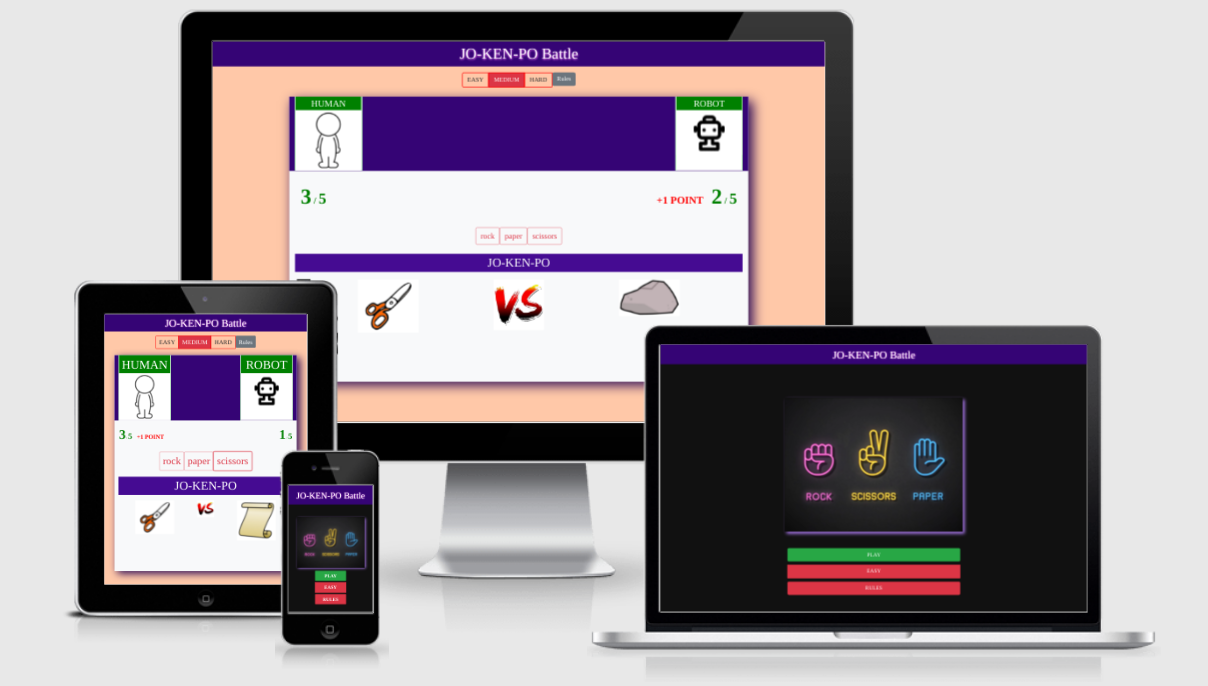 JO-KEN-PO Battle
EASY MEDIUM HARD Rules
HUMAN ROBOT
3 / 5 +1 POINT 2 / 5
rock paper scissors
JO-KEN-PO
VS
JO-KEN-PO Battle
EASY MEDIUM HARD Rules
HUMAN ROBOT
3 5 +1 POINT 1 5
rock paper scissors
JO-KEN-PO
VS
JO-KEN-PO Battle
ROCK SCISSORS PAPER
PLAY
EASY
RULES
JO-KEN-PO Battle
ROCK SCISSORS PAPER
PLAY
EASY
RULES